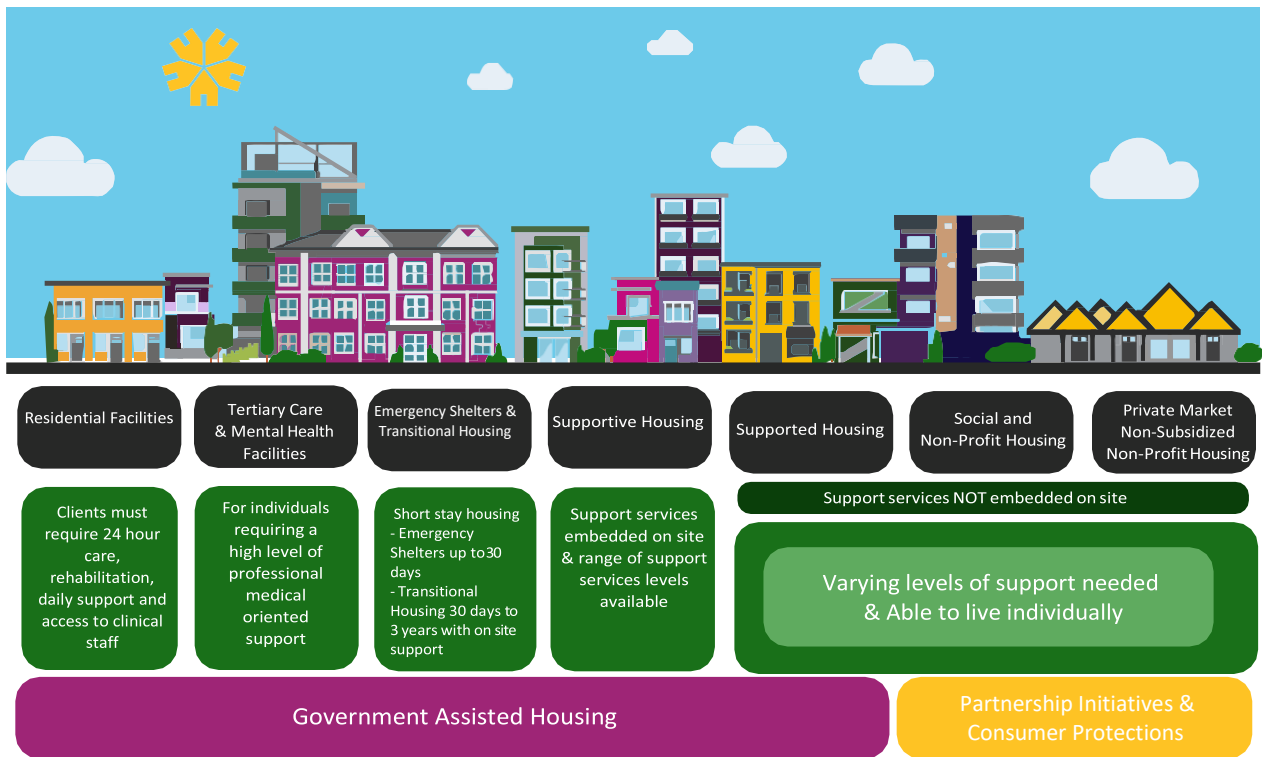 Residential Facilities
Tertiary Care
& Mental Health
Facilities
Emergency Shelters &
Transitional Housing
Supportive Housing
Supported Housing
Social and
Non-Profit Housing
Private Market
Non-Subsidized
Non-Profit Housing
Clients must
require 24 hour
care,
rehabilitation,
daily support and
access to clinical
staff
For individuals
requiring a
high level of
professional
medical
oriented
support
Short stay housing
- Emergency
Shelters up to 30
days
- Transitional
Housing 30 days to
3 years with on site
support
Support services
embedded on site
& range of support
services levels
available
Support services NOT embedded on site
Varying levels of support needed
& Able to live individually
Government Assisted Housing
Partnership Initiatives &
Consumer Protections